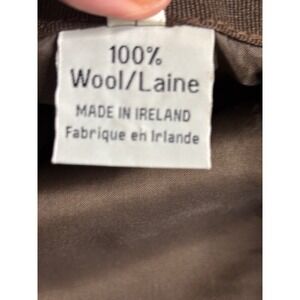 100%
Wool/Laine
MADE IN IRELAND
Fabrique en Irlande